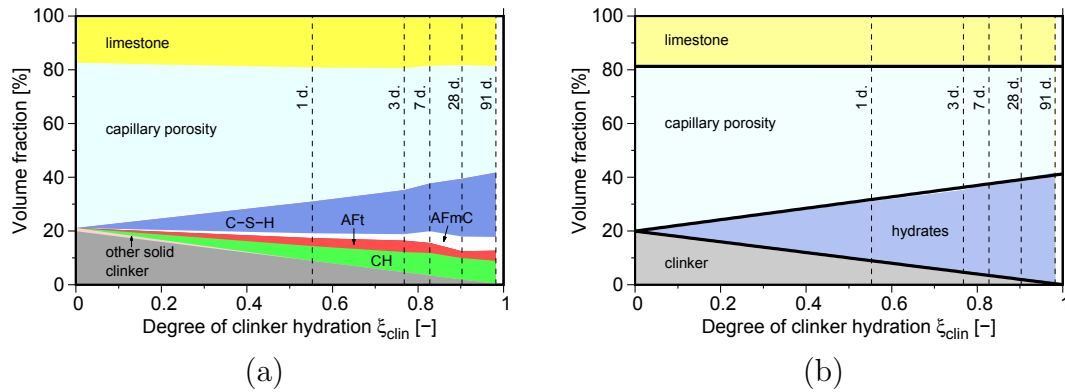 100
80
60
40
20
0
Volume fraction [%]
limestone
capillary porosity
1 d.
3 d.
7 d.
28 d.
91 d.
C−S−H
AFt
AFmC
other solid
clinker
CH
0 0.2 0.4 0.6 0.8 1
Degree of clinker hydration ξclin [−]
(a)
100
80
60
40
20
0
Volume fraction [%]
limestone
capillary porosity
1 d.
3 d.
7 d.
28 d.
91 d.
hydrates
clinker
0 0.2 0.4 0.6 0.8 1
Degree of clinker hydration ξclin [−]
(b)